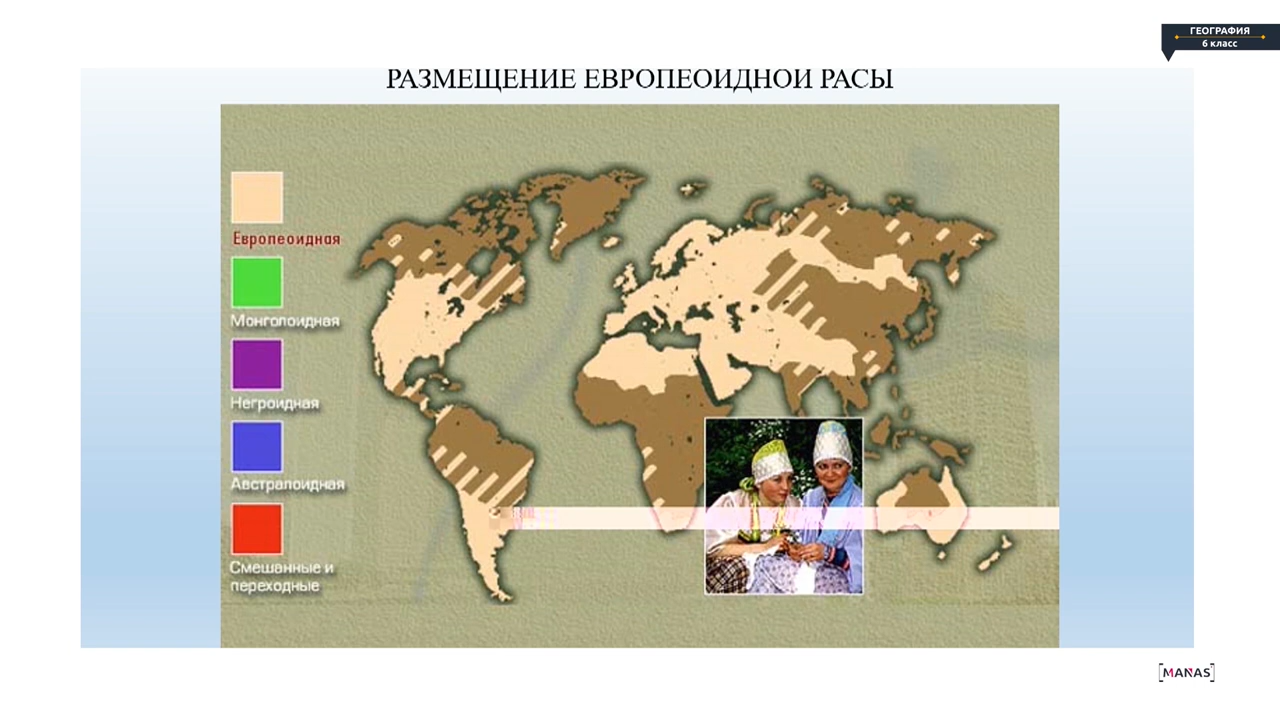 ГЕОГРАФИЯ
6 класс
РАЗМЕЩЕНИЕ ЕВРОПЕОИДНОЙ РАСЫ
Европеоидная
Монголоидная
Негроидная
Австралоидная
Смешанные и
переходные
[MANAS]